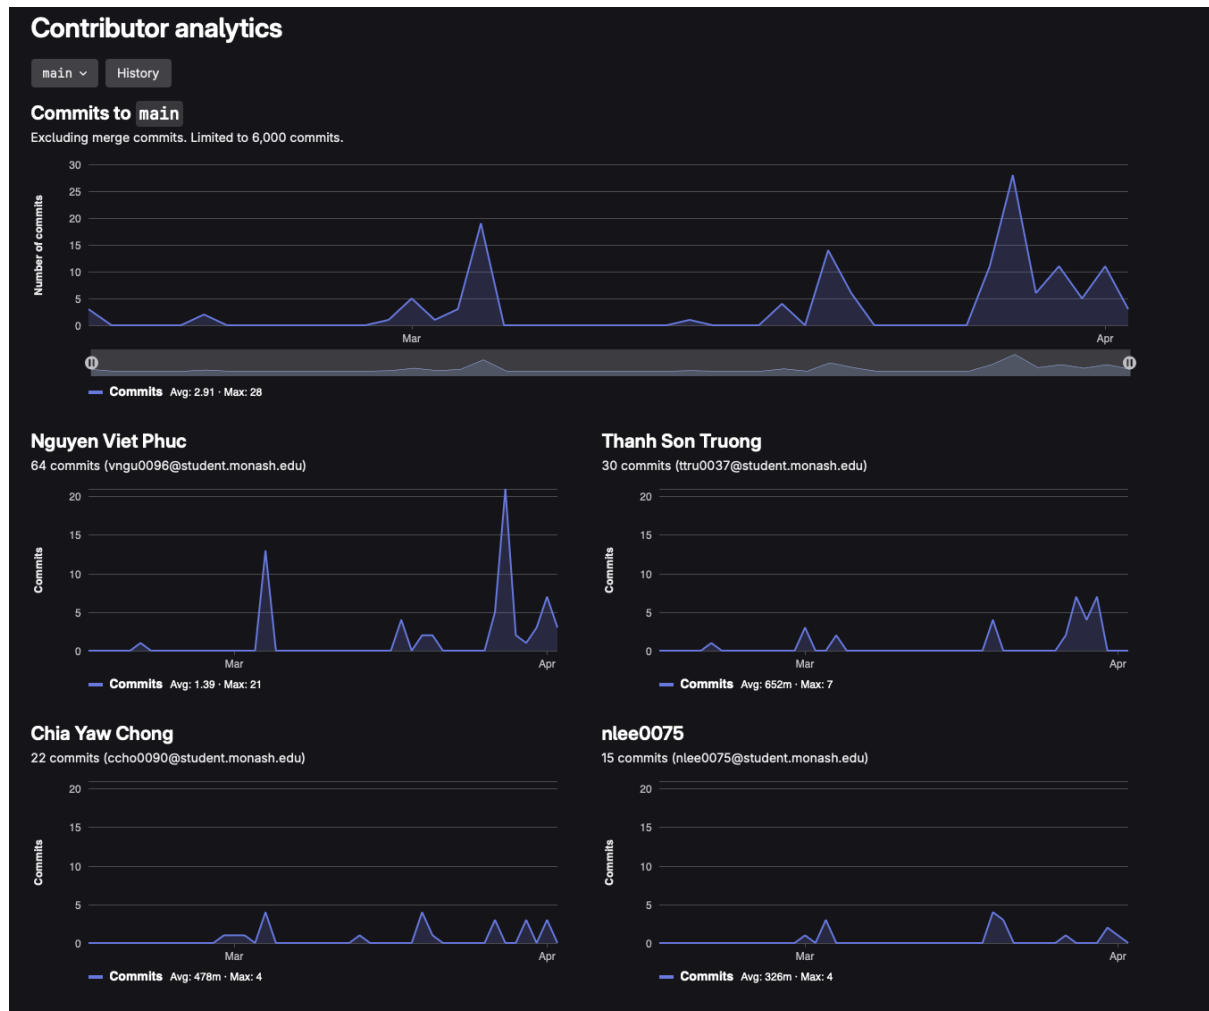 Contributor analytics
main
History
Commits to main
Excluding merge commits. Limited to 6,000 commits.
Number of commits
30
25
20
15
10
5
0
Mar
Apr
Commits Avg: 2.91 · Max: 28
Nguyen Viet Phuc
64 commits (vngu0096@student.monash.edu)
Commits
20
15
10
5
0
Mar
Apr
Commits Avg: 1.39 · Max: 21
Thanh Son Truong
30 commits (ttru0037@student.monash.edu)
Commits
20
15
10
5
0
Mar
Apr
Commits Avg: 652m · Max: 7
Chia Yaw Chong
22 commits (ccho0090@student.monash.edu)
Commits
20
15
10
5
0
Mar
Apr
Commits Avg: 478m · Max: 4
nlee0075
15 commits (nlee0075@student.monash.edu)
Commits
20
15
10
5
0
Mar
Apr
Commits Avg: 326m · Max: 4